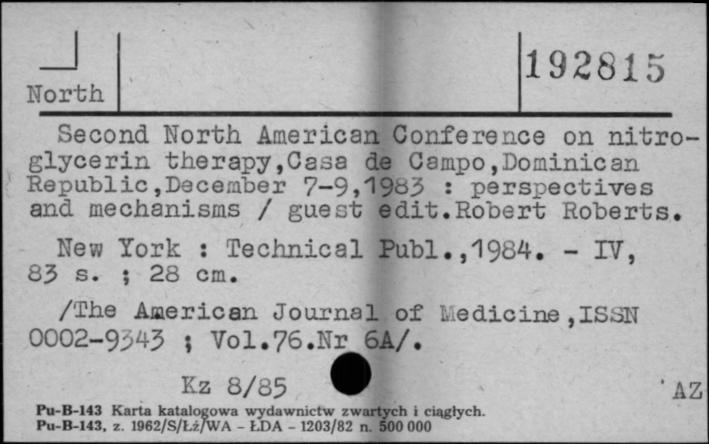 192815
North
Second North American Conference on nitro-
glycerin therapy,Casa de Campo,Dominican
Republic,December 7-9,1983 : perspectives
and mechanisms / guest edit.Robert Roberts.
New York : Technical Publ.,1984. - IV,
83 s. ; 28 cm.
/The American Journal of Medicine,ISSN
0002-9343 ; Vol.76.Nr 6A/.
Kz 8/85
AZ
Pu-B-143 Karta katalogowa wydawnictw zwartych i ciągłych.
Pu-B-143, z. 1962/S/Łż/WA - ŁDA - 1203/82 n. 500 000